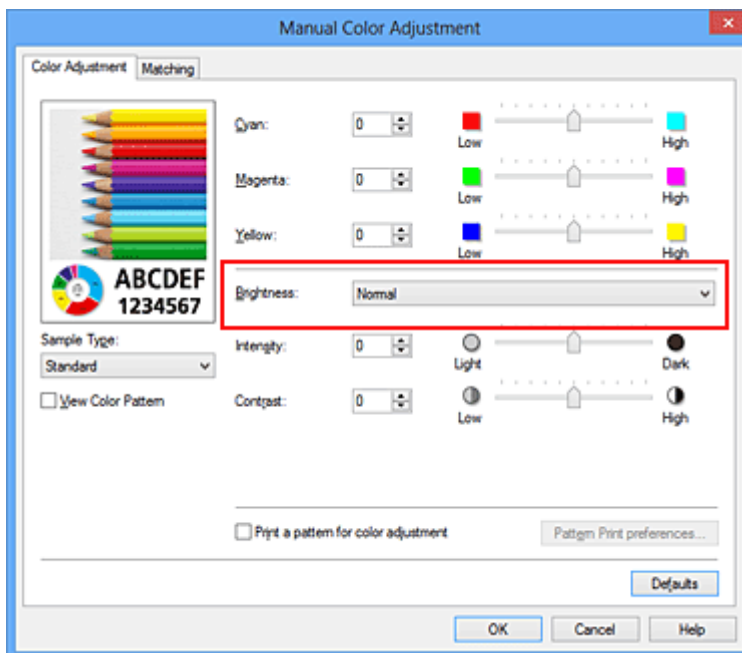 Manual Color Adjustment
Color Adjustment
Matching
Cyan:
0
Low
High
Magenta:
0
Low
High
Yellow:
0
Low
High
ABCDEF
1234567
Brightness:
Normal
Sample Type:
Standard
View Color Pattern
Intensity:
0
Light
Dark
Contrast:
0
Low
High
Print a pattern for color adjustment
Pattern Print preferences...
Defaults
OK
Cancel
Help